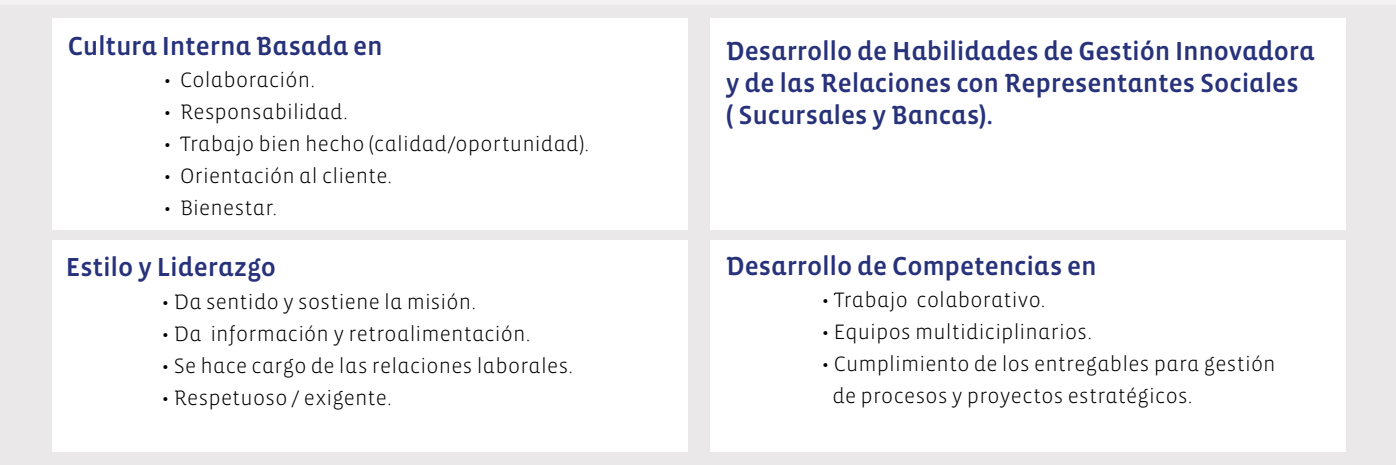 Cultura Interna Basada en
• Colaboración.
• Responsabilidad.
• Trabajo bien hecho (calidad/oportunidad).
• Orientación al cliente.
• Bienestar.
Desarrollo de Habilidades de Gestión Innovadora
y de las Relaciones con Representantes Sociales
( Sucursales y Bancas).
Estilo y Liderazgo
• Da sentido y sostiene la misión.
• Da información y retroalimentación.
• Se hace cargo de las relaciones laborales.
• Respetuoso / exigente.
Desarrollo de Competencias en
• Trabajo colaborativo.
• Equipos multidiciplinarios.
• Cumplimiento de los entregables para gestión
de procesos y proyectos estratégicos.